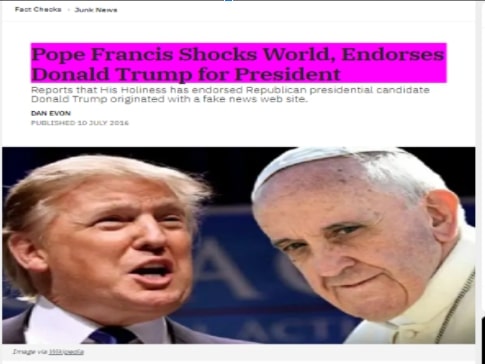 Fact Checks › Junk News
Pope Francis Shocks World, Endorses
Donald Trump for President
Reports that His Holiness has endorsed Republican presidential candidate
Donald Trump originated with a fake news web site.
DAN EVON
PUBLISHED 10 JULY 2016
Image via Wikipedia